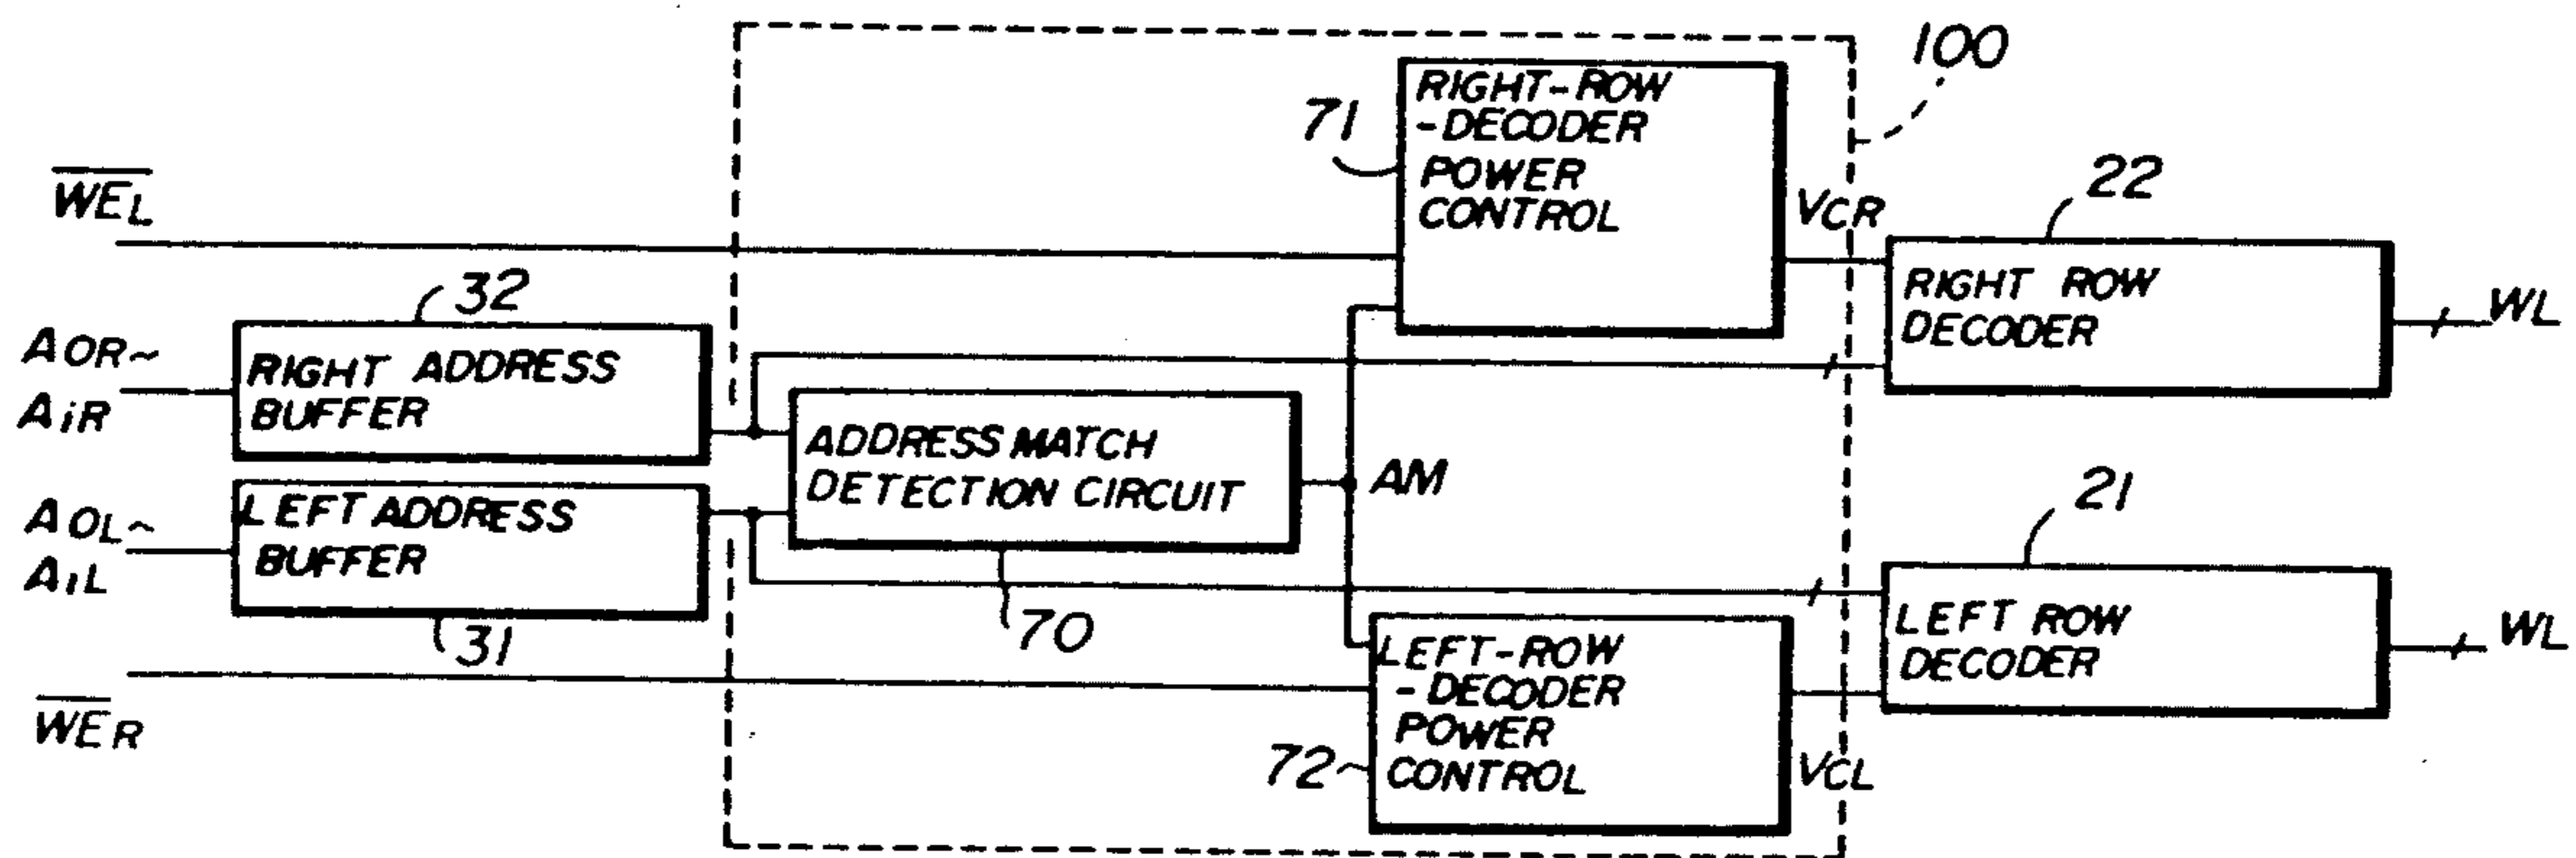 100
RIGHT-ROW
-DECODER
POWER
CONTROL
71
22
W̅E̅L
VCR
32
RIGHT ROW
DECODER
WL
AOR~
AiR
RIGHT ADDRESS
BUFFER
ADDRESS MATCH
DETECTION CIRCUIT
AM
21
AOL~
AiL
LEFT ADDRESS
BUFFER
70
31
LEFT ROW
DECODER
WL
LEFT-ROW
-DECODER
POWER
CONTROL
W̅E̅R
72
VCL